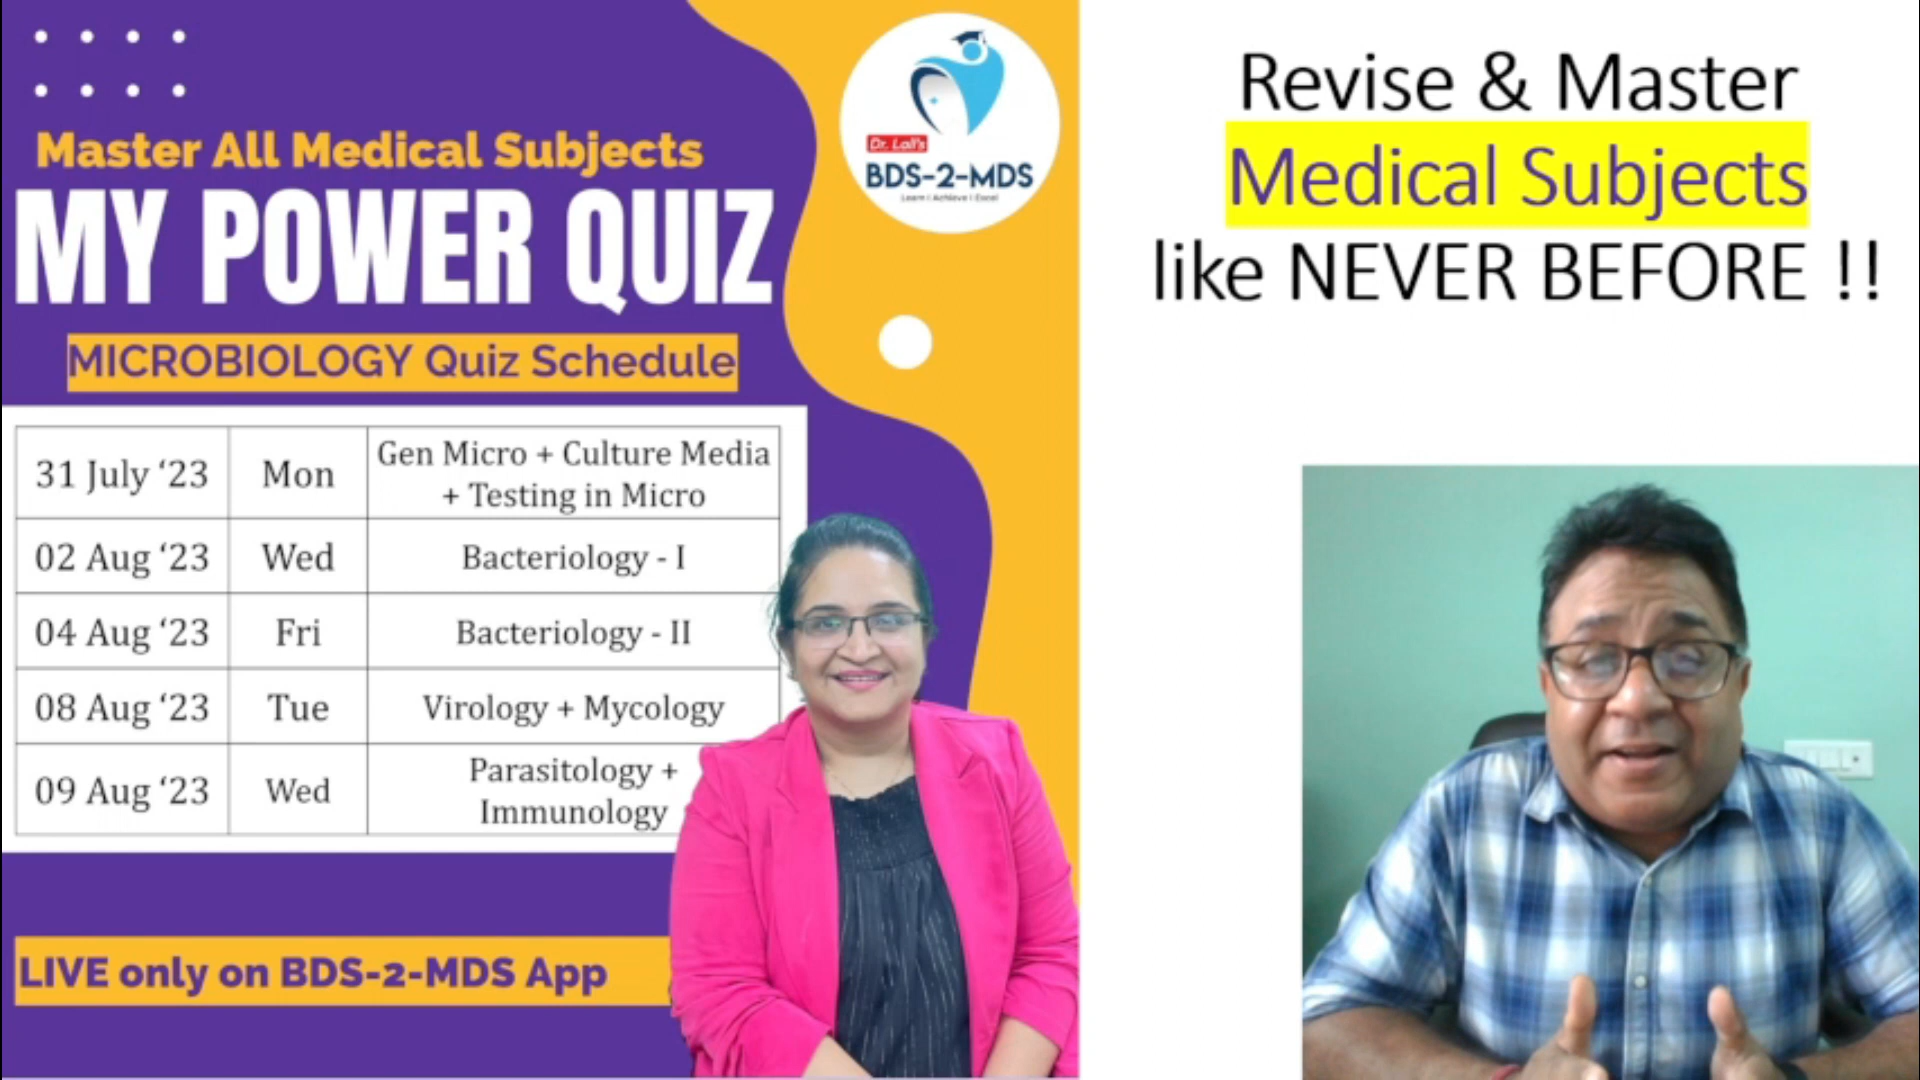 Master All Medical Subjects
MY POWER QUIZ
MICROBIOLOGY Quiz Schedule
31 July ‘23 Mon Gen Micro + Culture Media
+ Testing in Micro
02 Aug ‘23 Wed Bacteriology - I
04 Aug ‘23 Fri Bacteriology - II
08 Aug ‘23 Tue Virology + Mycology
09 Aug ‘23 Wed Parasitology +
Immunology
LIVE only on BDS-2-MDS App
Dr. Lall's
BDS-2-MDS
Learn I Achieve I Excel
Revise & Master
Medical Subjects
like NEVER BEFORE !!